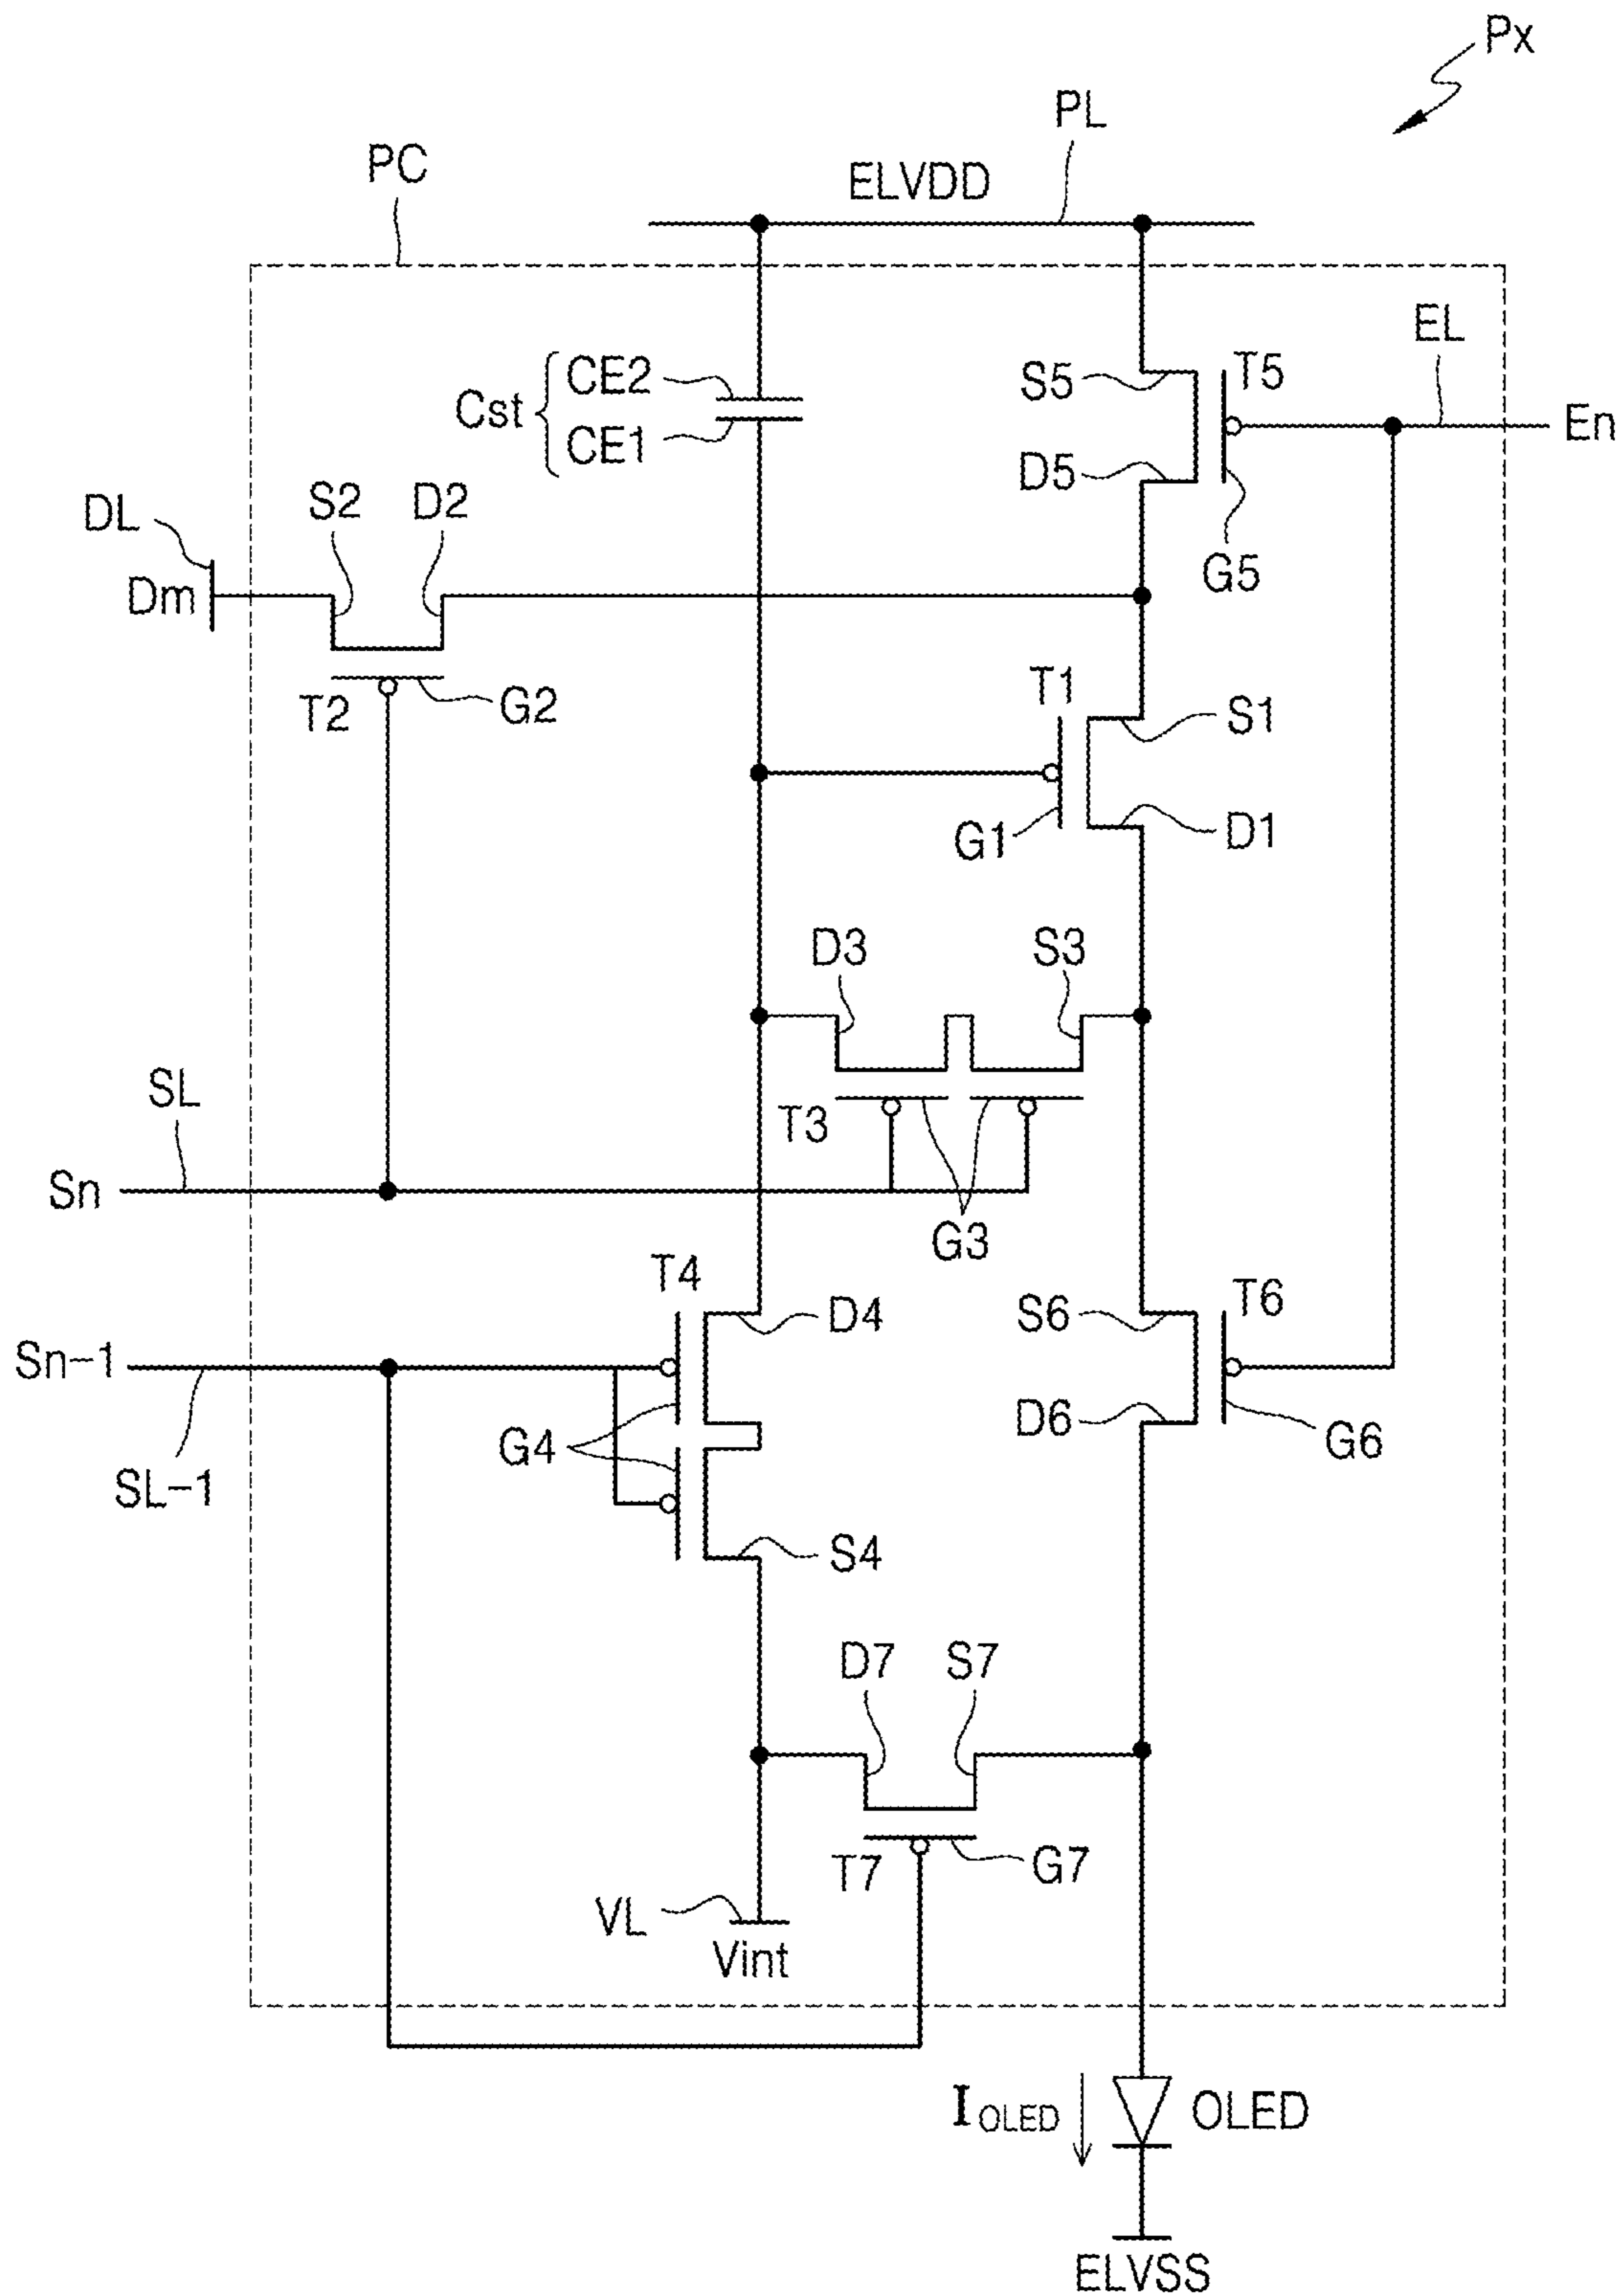 Px
PL
PC
ELVDD
EL
CE2
Cst
CE1
S5
T5
En
D5
G5
S2
D2
DL
Dm
T2
G2
T1
S1
G1
D1
D3
S3
SL
T3
Sn
G3
T4
D4
S6
T6
Sn-1
G4
D6
G6
SL-1
S4
D7
S7
T7
G7
VL
Vint
IOLED
OLED
ELVSS